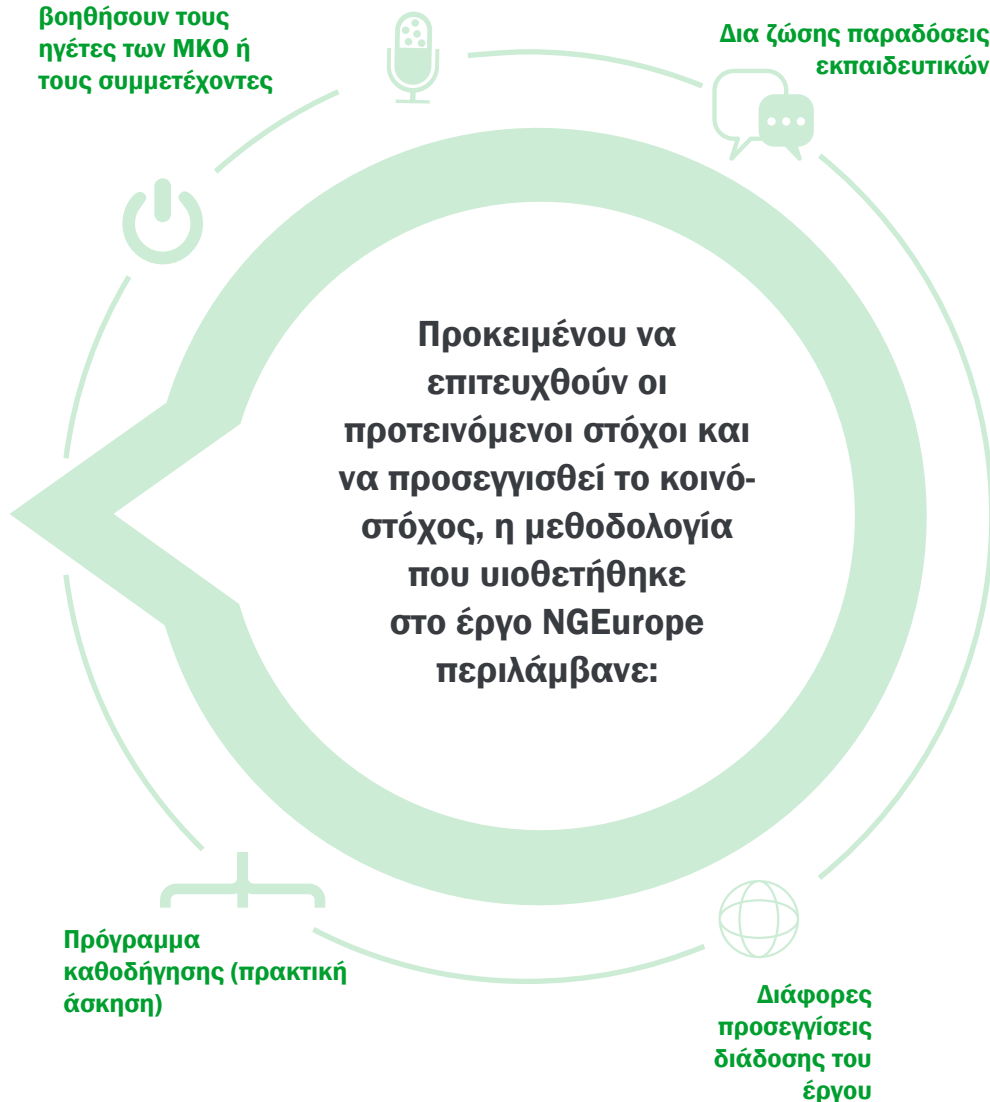 βοηθήσουν τους
ηγέτες των ΜΚΟ ή
τους συμμετέχοντες
Δια ζώσης παραδόσεις
εκπαιδευτικών
Προκειμένου να
επιτευχθούν οι
προτεινόμενοι στόχοι και
να προσεγγισθεί το κοινό-
στόχος, η μεθοδολογία
που υιοθετήθηκε
στο έργο NGEurope
περιλάμβανε:
Πρόγραμμα
καθοδήγησης (πρακτική
άσκηση)
Διάφορες
προσεγγίσεις
διάδοσης του
έργου